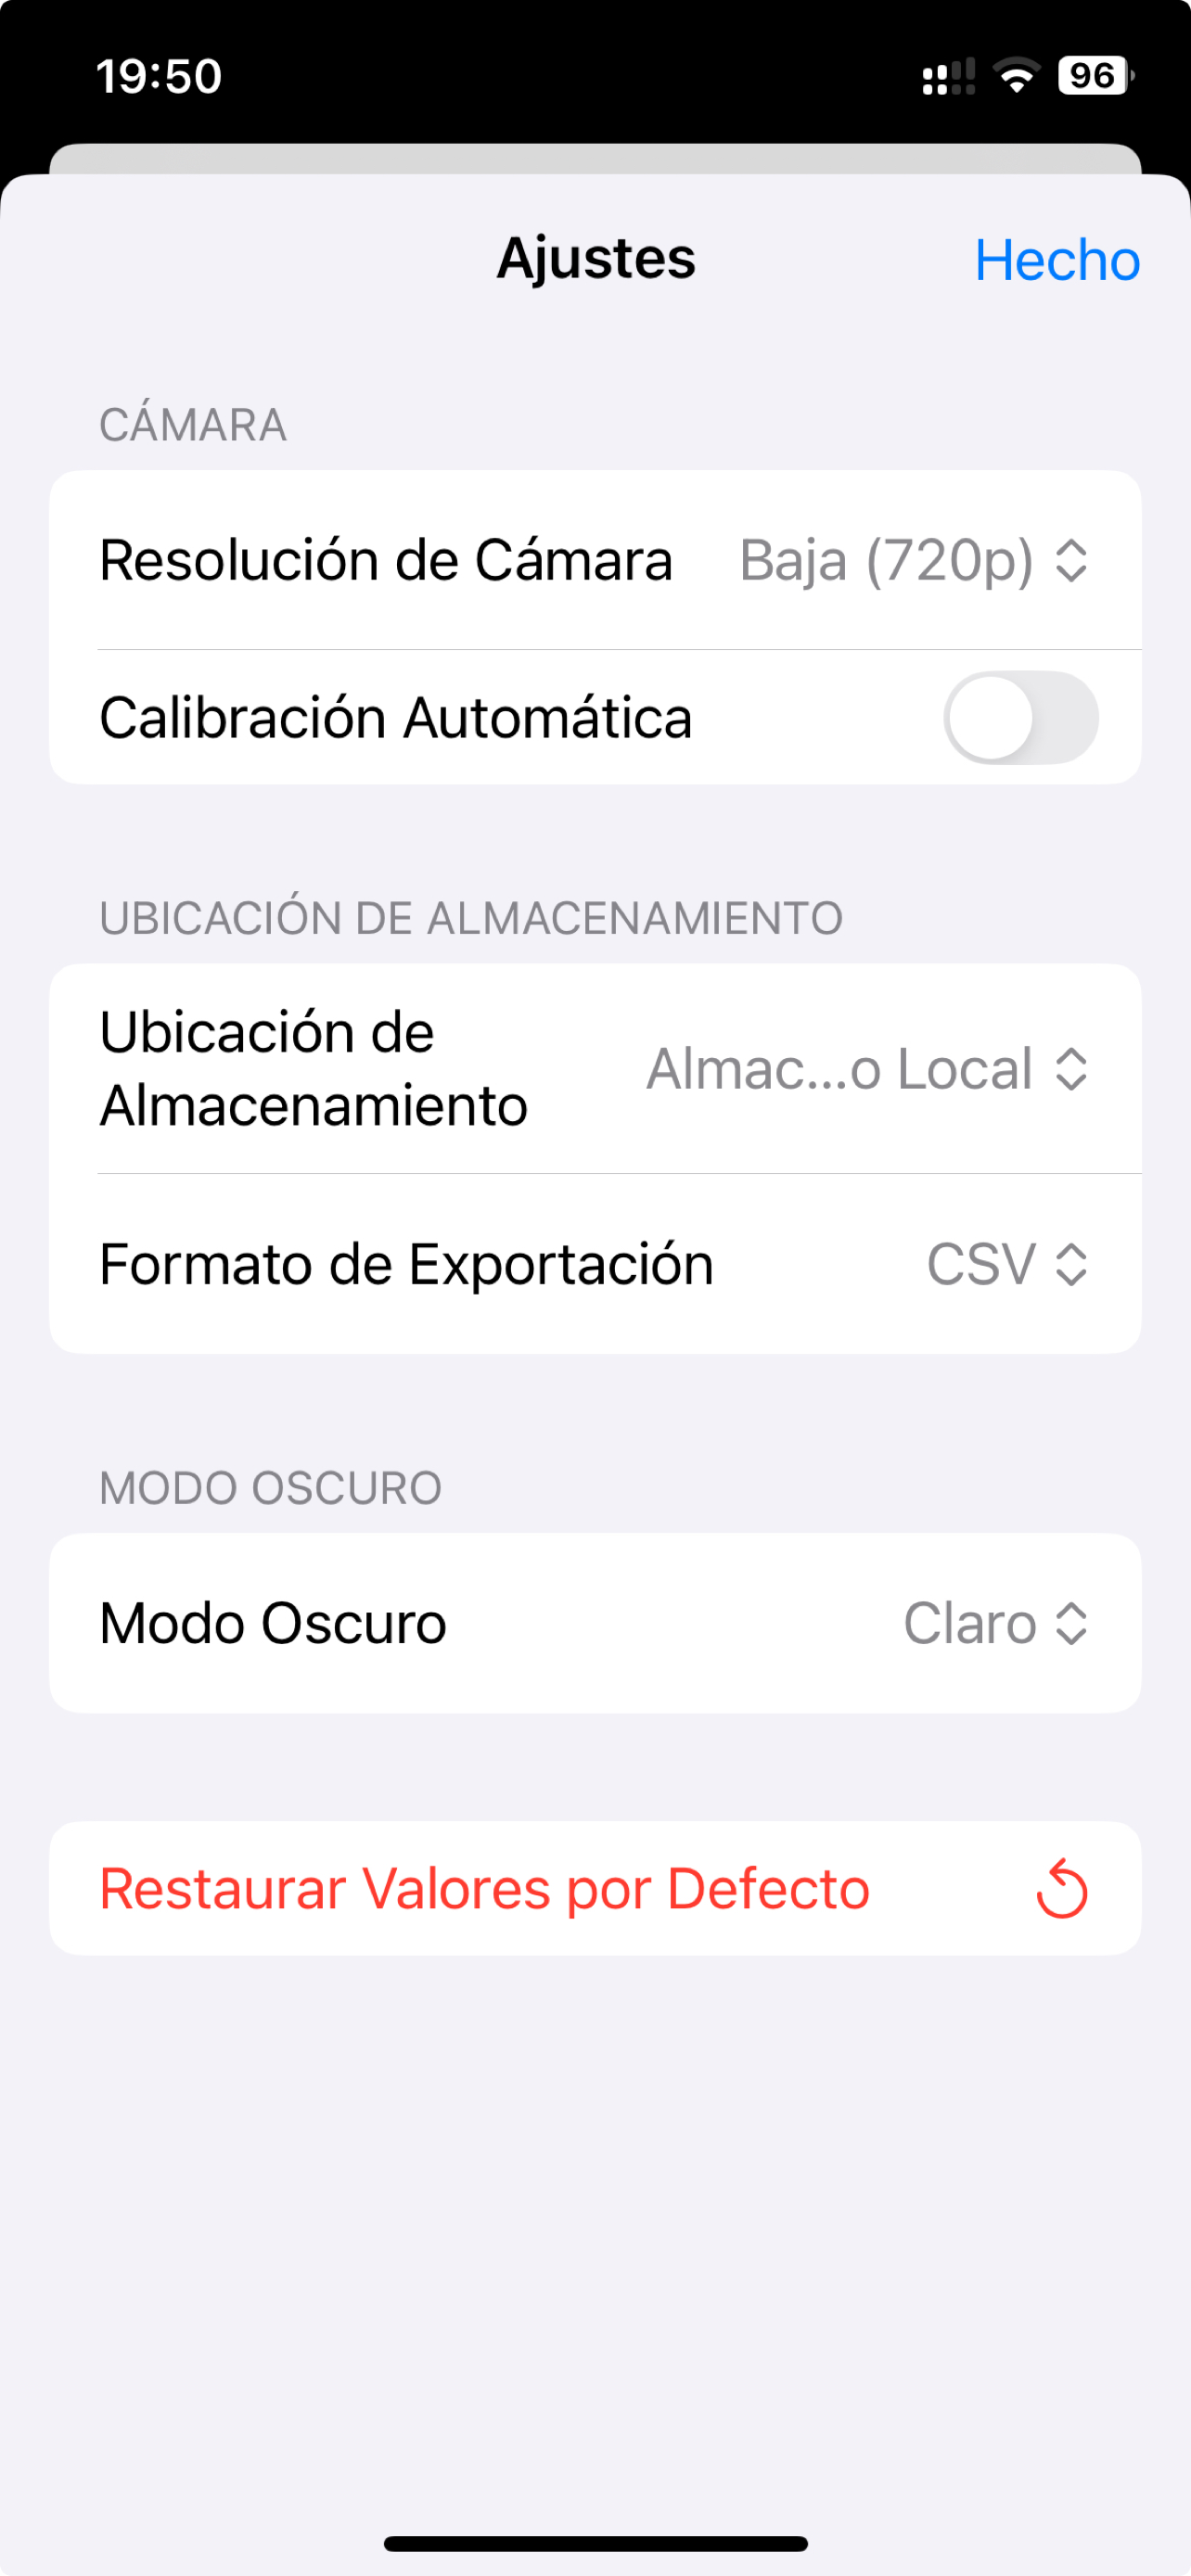 19:50
96
Ajustes
Hecho
CÁMARA
Resolución de Cámara
Baja (720p)
Calibración Automática
UBICACIÓN DE ALMACENAMIENTO
Ubicación de
Almacenamiento
Almac...o Local
Formato de Exportación
CSV
MODO OSCURO
Modo Oscuro
Claro
Restaurar Valores por Defecto